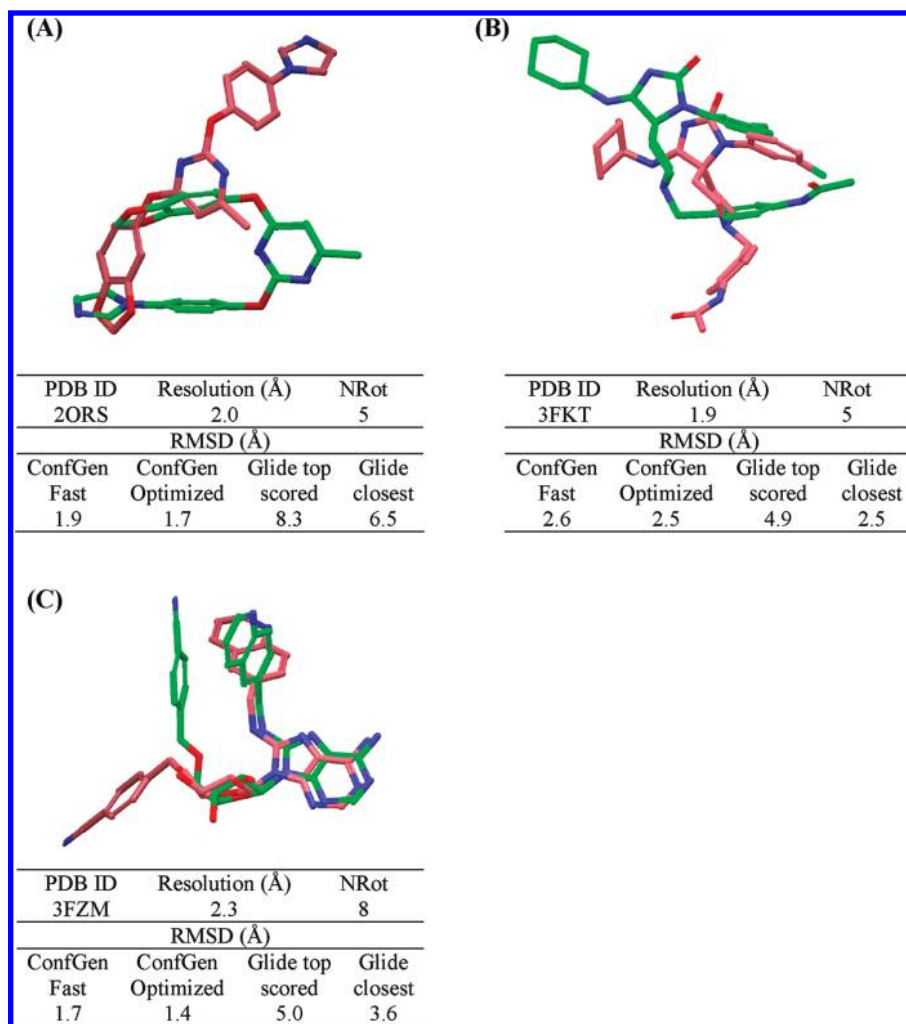 (A)
PDB ID Resolution (Å) NRot
2ORS 2.0 5
RMSD (Å)
ConfGen ConfGen Glide top Glide
Fast Optimized scored closest
1.9 1.7 8.3 6.5
(B)
PDB ID Resolution (Å) NRot
3FKT 1.9 5
RMSD (Å)
ConfGen ConfGen Glide top Glide
Fast Optimized scored closest
2.6 2.5 4.9 2.5
(C)
PDB ID Resolution (Å) NRot
3FZM 2.3 8
RMSD (Å)
ConfGen ConfGen Glide top Glide
Fast Optimized scored closest
1.7 1.4 5.0 3.6